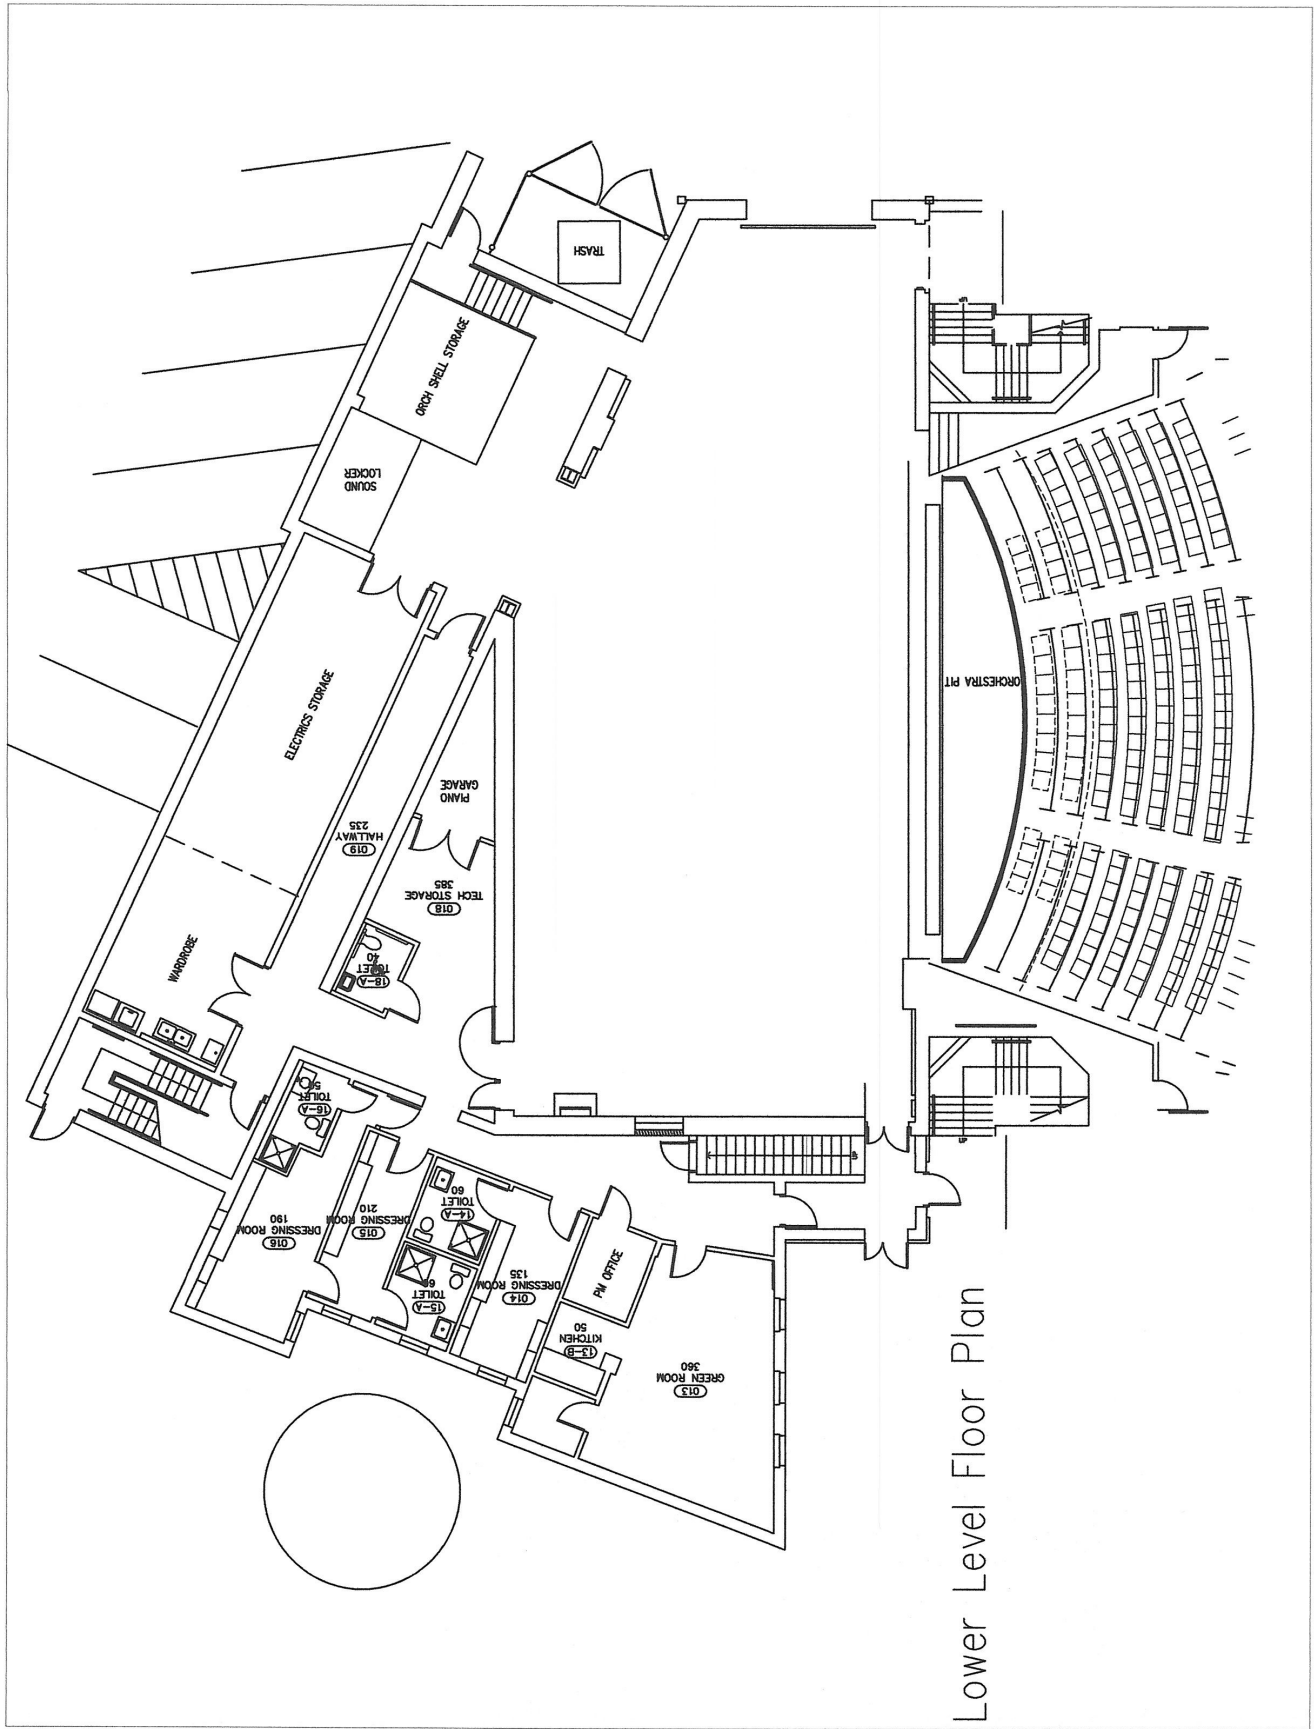 TRASH
ORCH SHELL STORAGE
SOUND
LOCKER
ELECTRICS STORAGE
PIANO
GARAGE
019
HALLWAY
235
018
TECH STORAGE
385
18-A
TOILET
40
WARDROBE
16-A
TOILET
016
DRESSING ROOM
190
015
DRESSING ROOM
210
14-A
TOILET
60
15-A
TOILET
014
DRESSING ROOM
135
PM OFFICE
13-B
KITCHEN
50
013
GREEN ROOM
360
ORCHESTRA PIT
UP
Lower Level Floor Plan